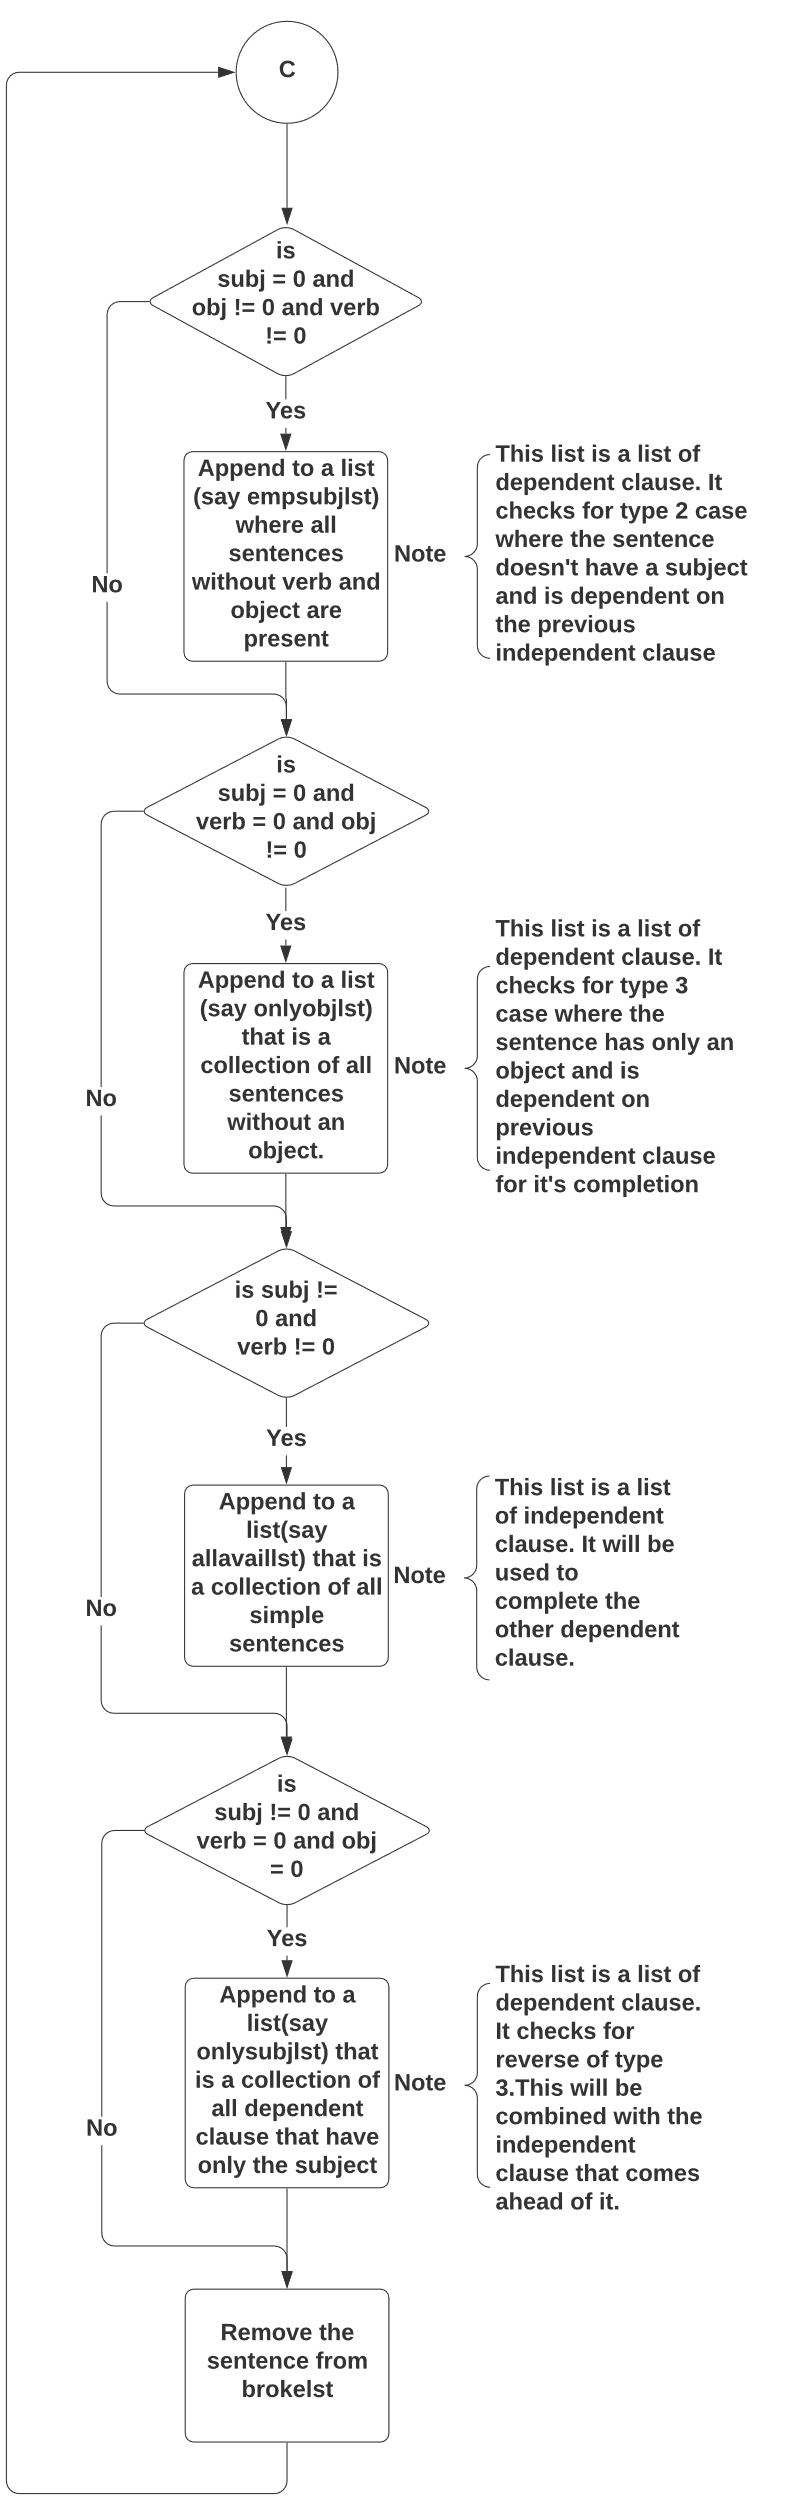 C
is
subj = 0 and
obj != 0 and verb
!= 0
Yes
Append to a list
(say empsubjlst)
where all
sentences
without verb and
object are
present
Note
This list is a list of
dependent clause. It
checks for type 2 case
where the sentence
doesn't have a subject
and is dependent on
the previous
independent clause
No
is
subj = 0 and
verb = 0 and obj
!= 0
Yes
Append to a list
(say onlyobjlst)
that is a
collection of all
sentences
without an
object.
Note
This list is a list of
dependent clause. It
checks for type 3
case where the
sentence has only an
object and is
dependent on
previous
independent clause
for it's completion
No
is subj !=
0 and
verb != 0
Yes
Append to a
list(say
allavaillst) that is
a collection of all
simple
sentences
Note
This list is a list
of independent
clause. It will be
used to
complete the
other dependent
clause.
No
is
subj != 0 and
verb = 0 and obj
= 0
Yes
Append to a
list(say
onlysubjlst) that
is a collection of
all dependent
clause that have
only the subject
Note
This list is a list of
dependent clause.
It checks for
reverse of type
3.This will be
combined with the
independent
clause that comes
ahead of it.
No
Remove the
sentence from
brokelst